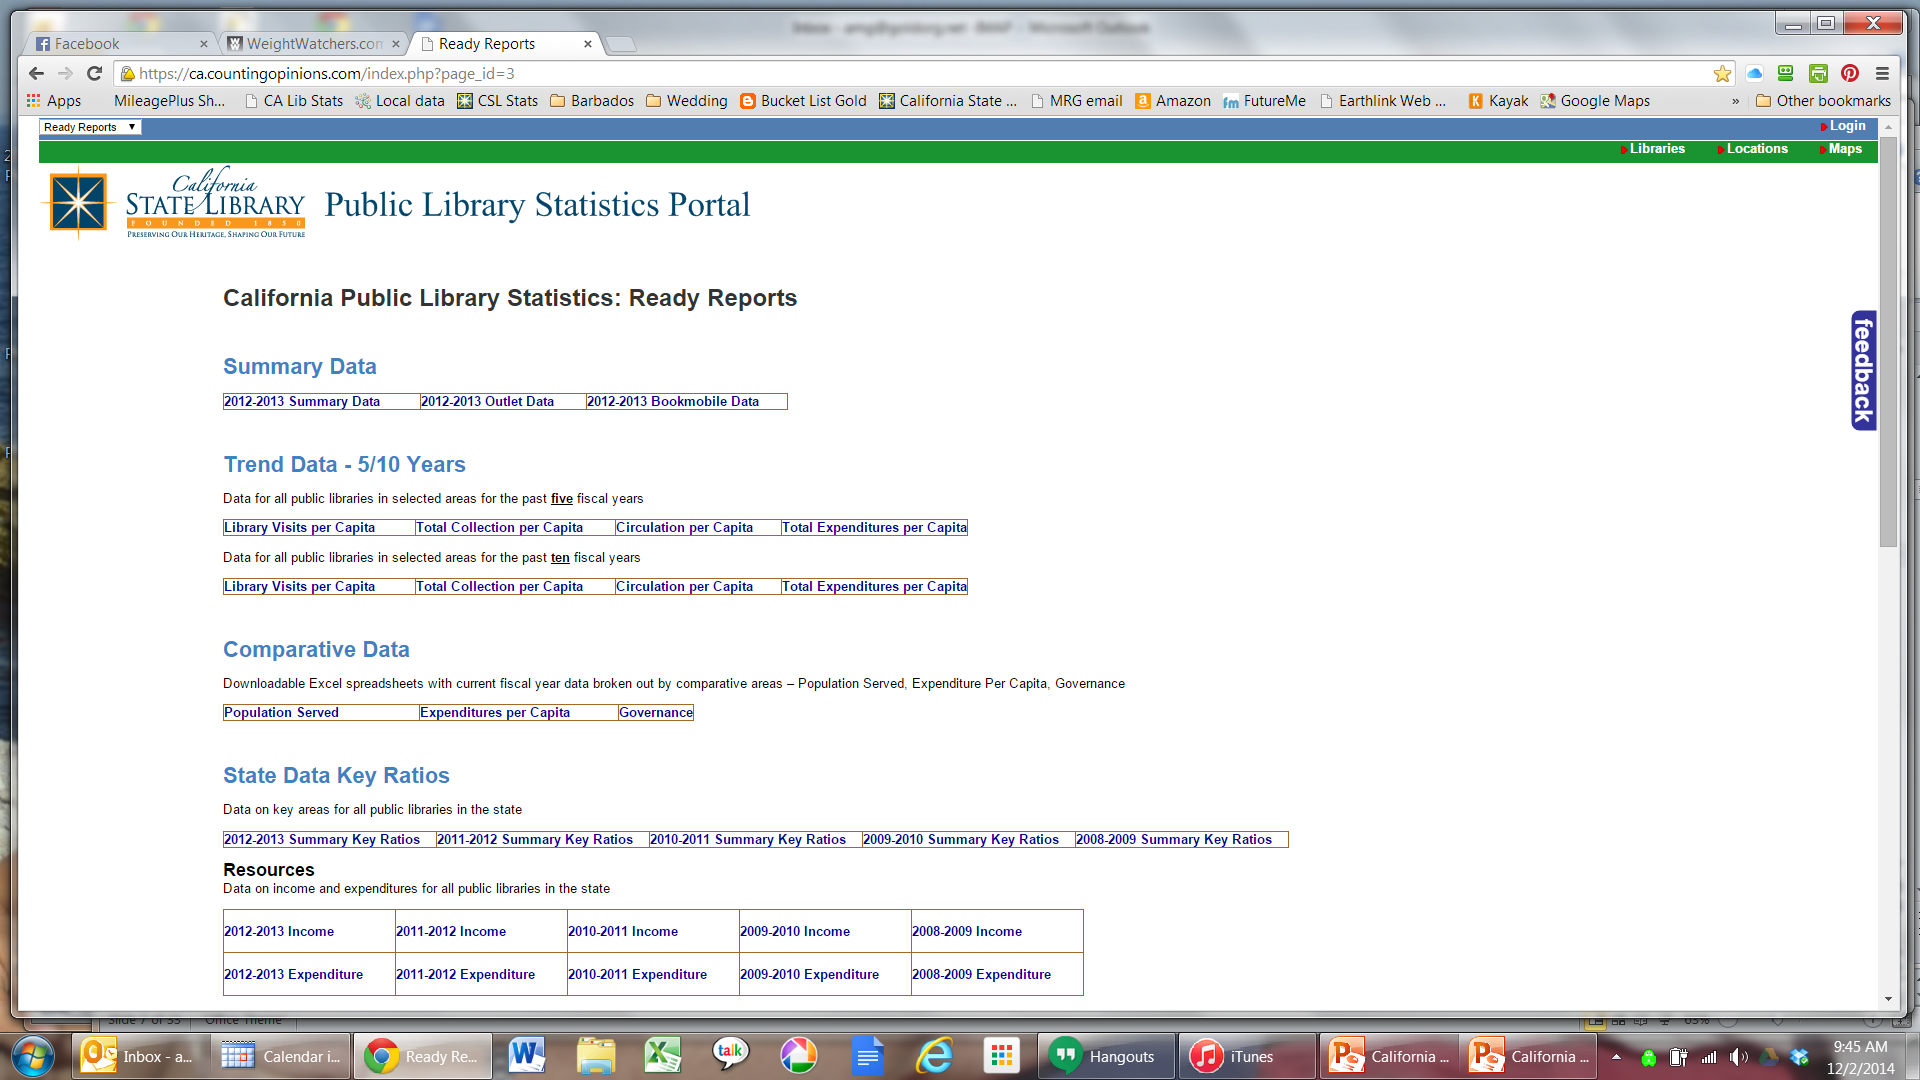 Facebook
WeightWatchers.com
Ready Reports
https://ca.countingopinions.com/index.php?page_id=3
Apps MileagePlus Sh... CA Lib Stats Local data CSL Stats Barbados Wedding Bucket List Gold California State ... MRG email Amazon FutureMe Earthlink Web ... Kayak Google Maps » Other bookmarks
Ready Reports
Login
Libraries Locations Maps
California
STATE LIBRARY
FOUNDED 1850
PRESERVING OUR HERITAGE, SHAPING OUR FUTURE
Public Library Statistics Portal
California Public Library Statistics: Ready Reports
feedback
Summary Data
2012-2013 Summary Data 2012-2013 Outlet Data 2012-2013 Bookmobile Data
Trend Data - 5/10 Years
Data for all public libraries in selected areas for the past five fiscal years
Library Visits per Capita Total Collection per Capita Circulation per Capita Total Expenditures per Capita
Data for all public libraries in selected areas for the past ten fiscal years
Library Visits per Capita Total Collection per Capita Circulation per Capita Total Expenditures per Capita
Comparative Data
Downloadable Excel spreadsheets with current fiscal year data broken out by comparative areas – Population Served, Expenditure Per Capita, Governance
Population Served Expenditures per Capita Governance
State Data Key Ratios
Data on key areas for all public libraries in the state
2012-2013 Summary Key Ratios 2011-2012 Summary Key Ratios 2010-2011 Summary Key Ratios 2009-2010 Summary Key Ratios 2008-2009 Summary Key Ratios
Resources
Data on income and expenditures for all public libraries in the state
2012-2013 Income 2011-2012 Income 2010-2011 Income 2009-2010 Income 2008-2009 Income
2012-2013 Expenditure 2011-2012 Expenditure 2010-2011 Expenditure 2009-2010 Expenditure 2008-2009 Expenditure
Inbox - a... Calendar i... Ready Re... talk Hangouts iTunes California ... California ...
9:45 AM
12/2/2014